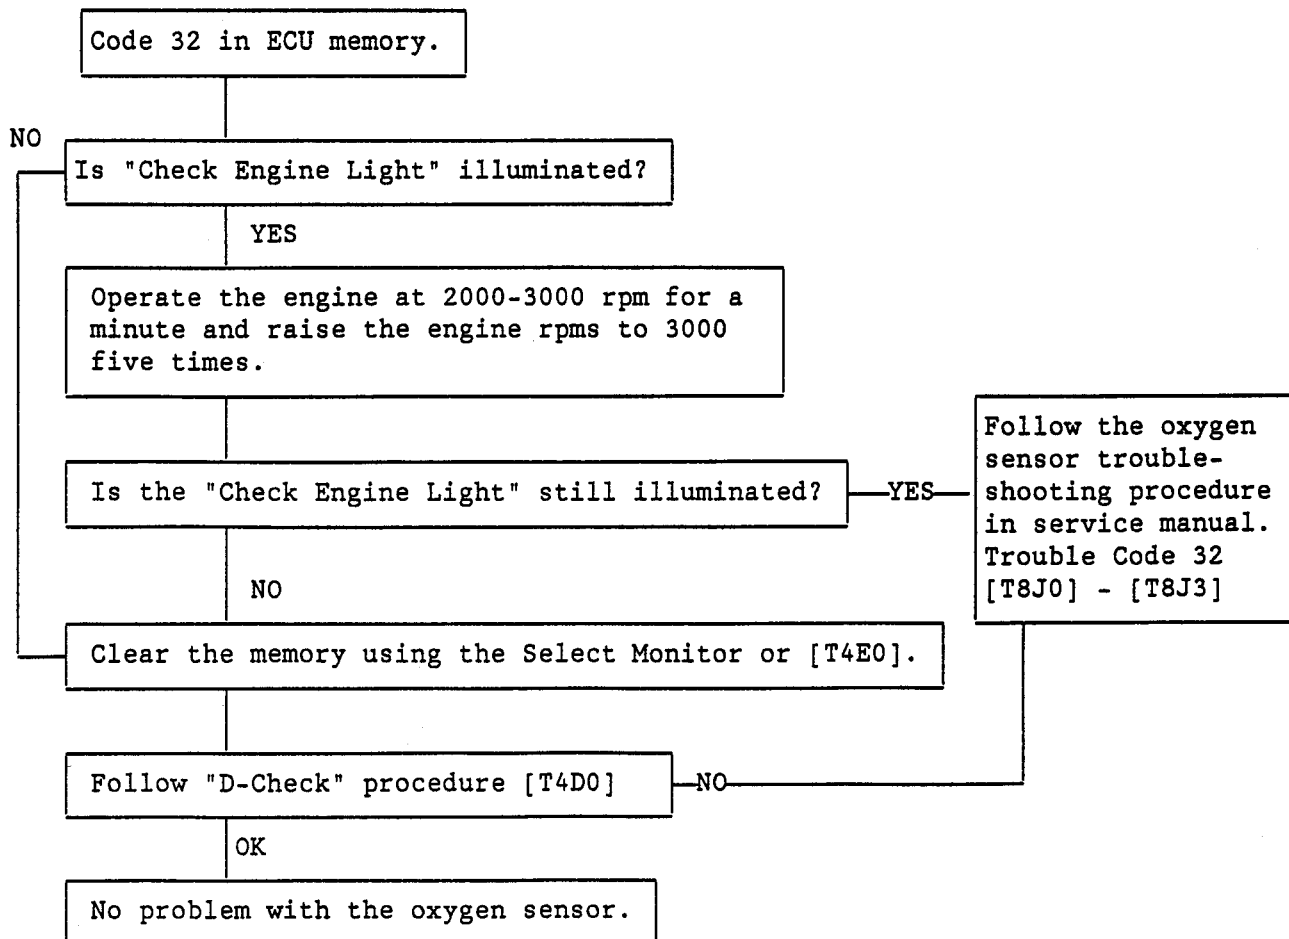 Code 32 in ECU memory.
NO
Is "Check Engine Light" illuminated?
YES
Operate the engine at 2000-3000 rpm for a
minute and raise the engine rpms to 3000
five times.
Is the "Check Engine Light" still illuminated?
YES
Follow the oxygen
sensor trouble-
shooting procedure
in service manual.
Trouble Code 32
[T8J0] - [T8J3]
NO
Clear the memory using the Select Monitor or [T4E0].
Follow "D-Check" procedure [T4D0]
NO
OK
No problem with the oxygen sensor.